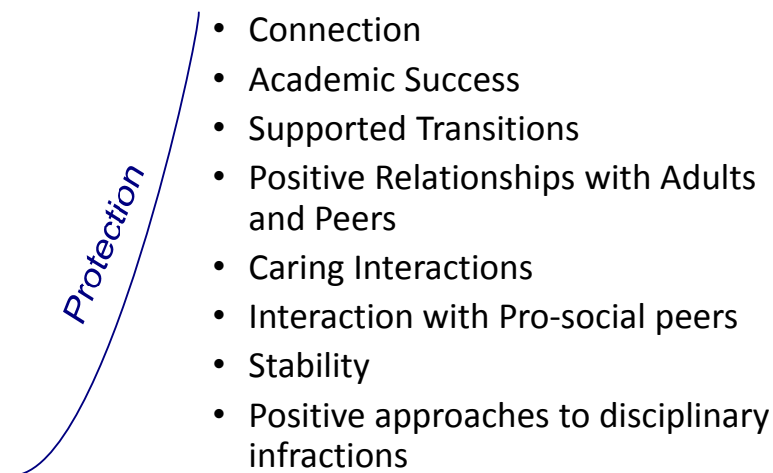 • Connection
• Academic Success
• Supported Transitions
• Positive Relationships with Adults
and Peers
• Caring Interactions
• Interaction with Pro-social peers
• Stability
• Positive approaches to disciplinary
infractions
Protection